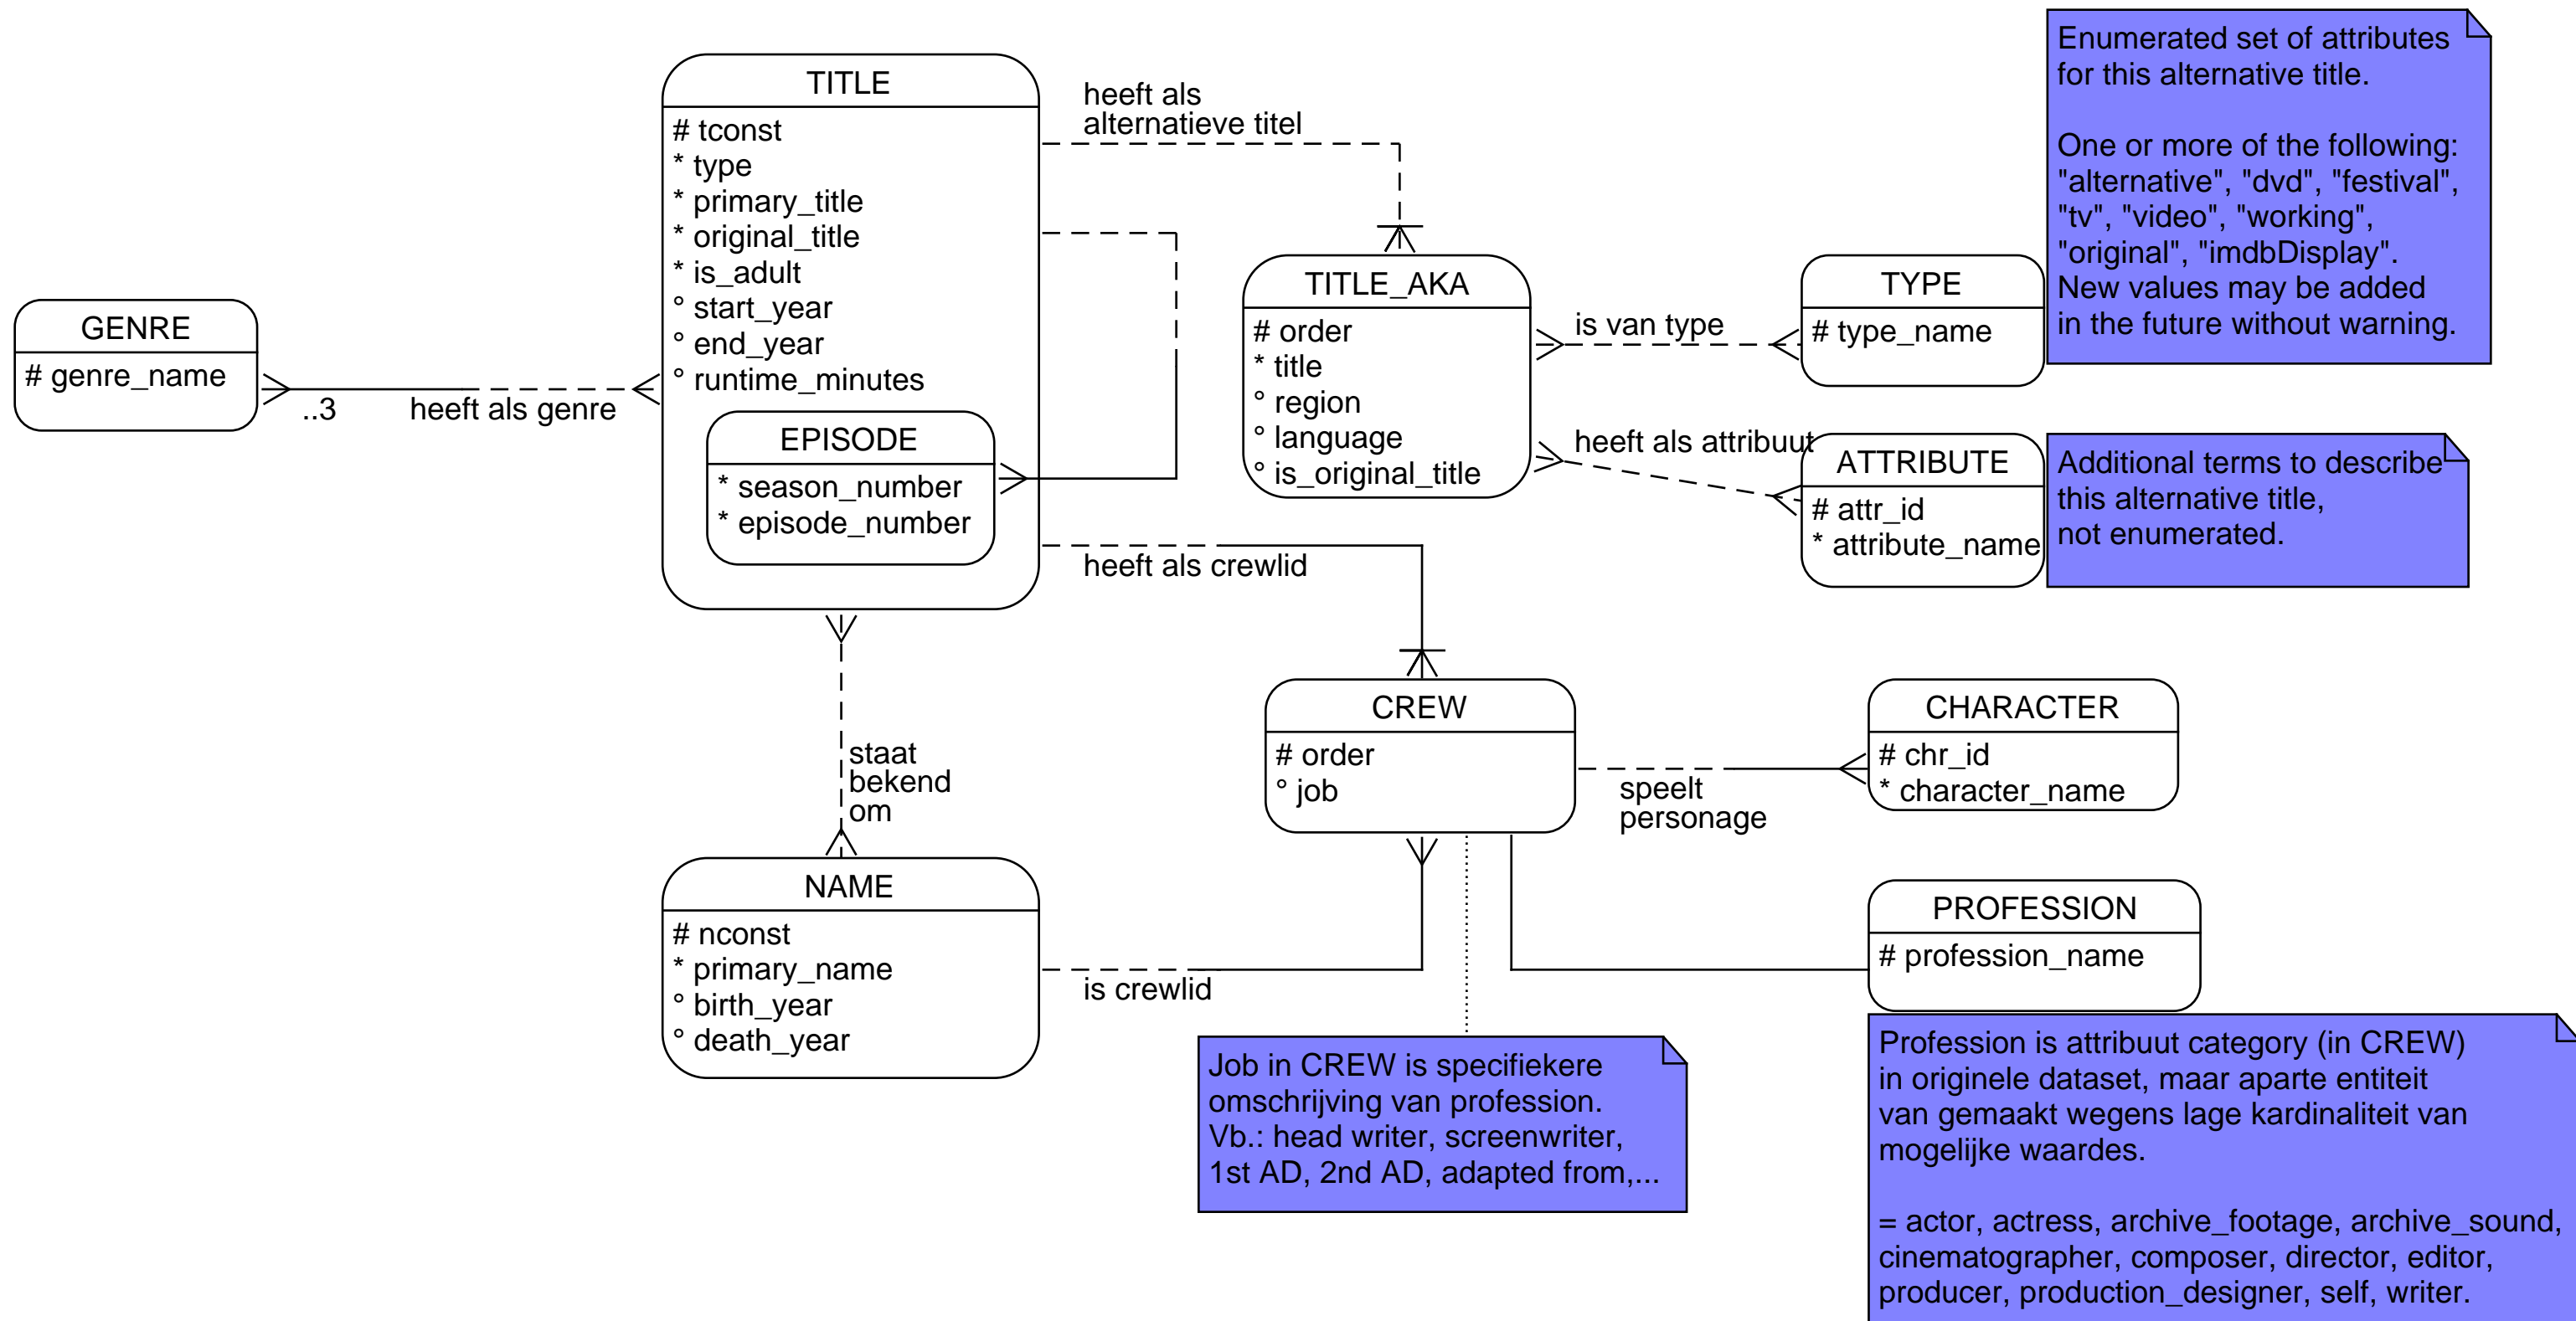 GENRE
# genre_name
..3
heeft als genre
TITLE
# tconst
* type
* primary_title
* original_title
* is_adult
° start_year
° end_year
° runtime_minutes
EPISODE
* season_number
* episode_number
heeft als
alternatieve titel
TITLE_AKA
# order
* title
° region
° language
° is_original_title
is van type
TYPE
# type_name
Enumerated set of attributes
for this alternative title.
One or more of the following:
"alternative", "dvd", "festival",
"tv", "video", "working",
"original", "imdbDisplay".
New values may be added
in the future without warning.
heeft als attribuut
ATTRIBUTE
# attr_id
* attribute_name
Additional terms to describe
this alternative title,
not enumerated.
heeft als crewlid
staat
bekend
om
NAME
# nconst
* primary_name
° birth_year
° death_year
is crewlid
CREW
# order
° job
speelt
personage
CHARACTER
# chr_id
* character_name
PROFESSION
# profession_name
Job in CREW is specifiekere
omschrijving van profession.
Vb.: head writer, screenwriter,
1st AD, 2nd AD, adapted from,...
Profession is attribuut category (in CREW)
in originele dataset, maar aparte entiteit
van gemaakt wegens lage kardinaliteit van
mogelijke waardes.
= actor, actress, archive_footage, archive_sound,
cinematographer, composer, director, editor,
producer, production_designer, self, writer.